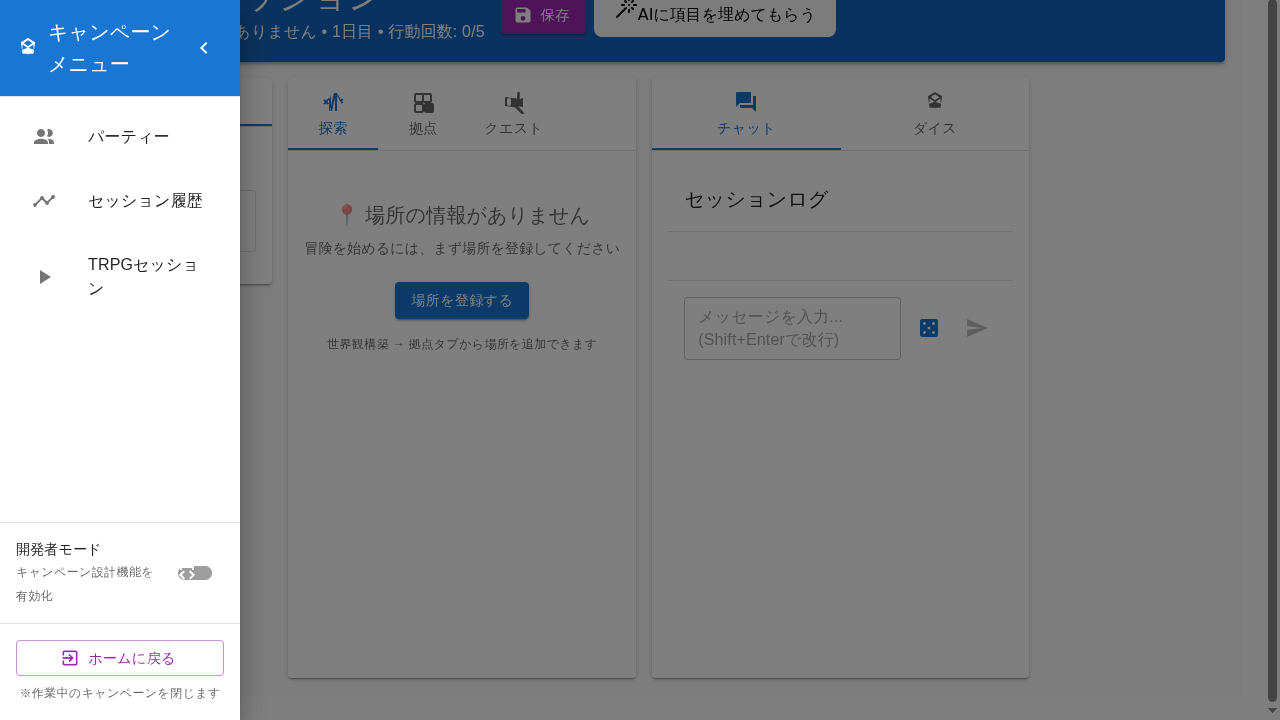 キャンペーン
メニュー
パーティー
セッション履歴
TRPGセッショ
ン
開発者モード
キャンペーン設計機能を
有効化
ホームに戻る
※作業中のキャンペーンを閉じます
ありません • 1日目 • 行動回数: 0/5
保存
AIに項目を埋めてもらう
探索
拠点
クエスト
📍 場所の情報がありません
冒険を始めるには、まず場所を登録してください
場所を登録する
世界観構築 → 拠点タブから場所を追加できます
チャット
ダイス
セッションログ
メッセージを入力...
(Shift+Enterで改行)